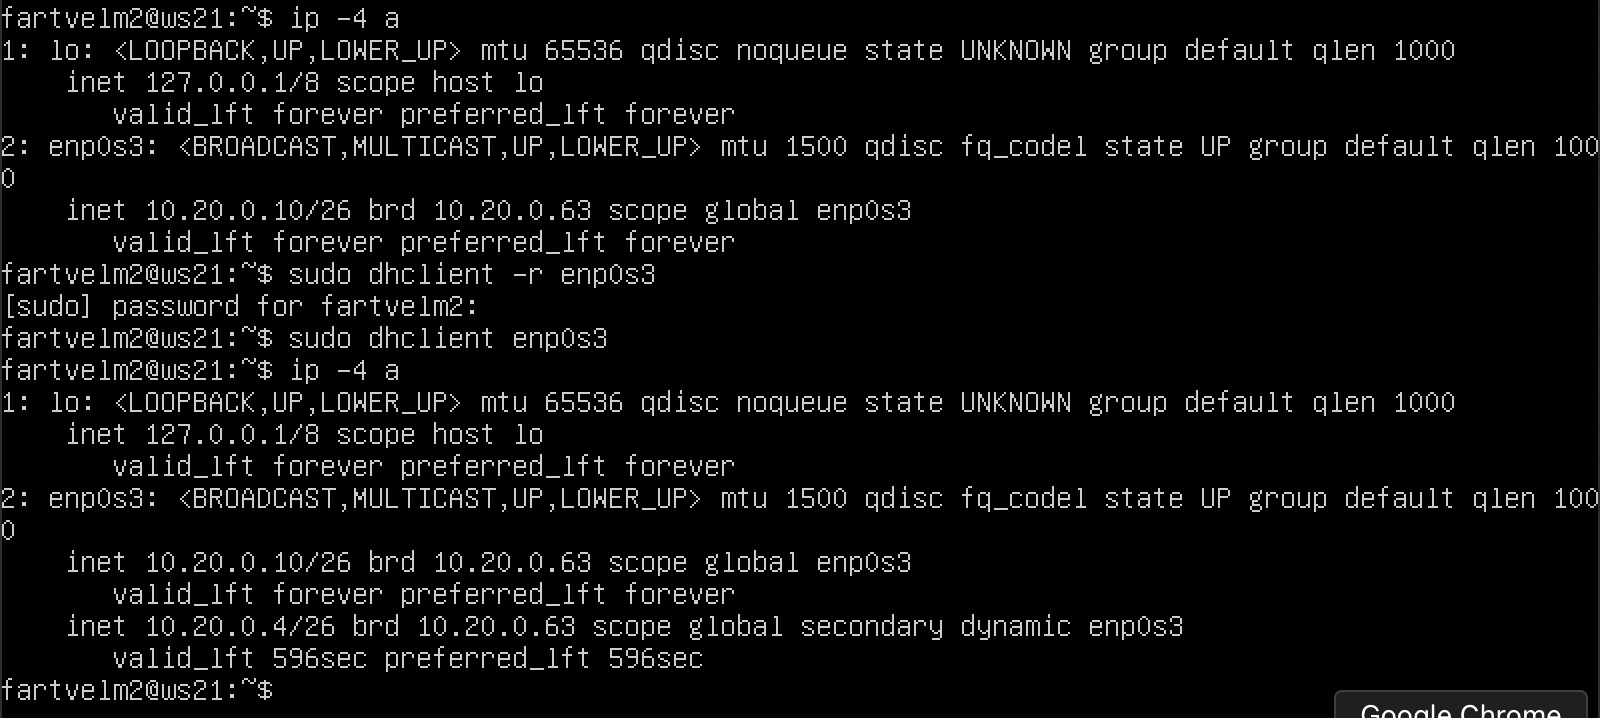 fartvelm2@ws21:~$ ip -4 a
1: lo: <LOOPBACK,UP,LOWER_UP> mtu 65536 qdisc noqueue state UNKNOWN group default qlen 1000
    inet 127.0.0.1/8 scope host lo
       valid_lft forever preferred_lft forever
2: enp0s3: <BROADCAST,MULTICAST,UP,LOWER_UP> mtu 1500 qdisc fq_codel state UP group default qlen 100
0
    inet 10.20.0.10/26 brd 10.20.0.63 scope global enp0s3
       valid_lft forever preferred_lft forever
fartvelm2@ws21:~$ sudo dhclient -r enp0s3
[sudo] password for fartvelm2:
fartvelm2@ws21:~$ sudo dhclient enp0s3
fartvelm2@ws21:~$ ip -4 a
1: lo: <LOOPBACK,UP,LOWER_UP> mtu 65536 qdisc noqueue state UNKNOWN group default qlen 1000
    inet 127.0.0.1/8 scope host lo
       valid_lft forever preferred_lft forever
2: enp0s3: <BROADCAST,MULTICAST,UP,LOWER_UP> mtu 1500 qdisc fq_codel state UP group default qlen 100
0
    inet 10.20.0.10/26 brd 10.20.0.63 scope global enp0s3
       valid_lft forever preferred_lft forever
    inet 10.20.0.4/26 brd 10.20.0.63 scope global secondary dynamic enp0s3
       valid_lft 596sec preferred_lft 596sec
fartvelm2@ws21:~$
Google Chrome